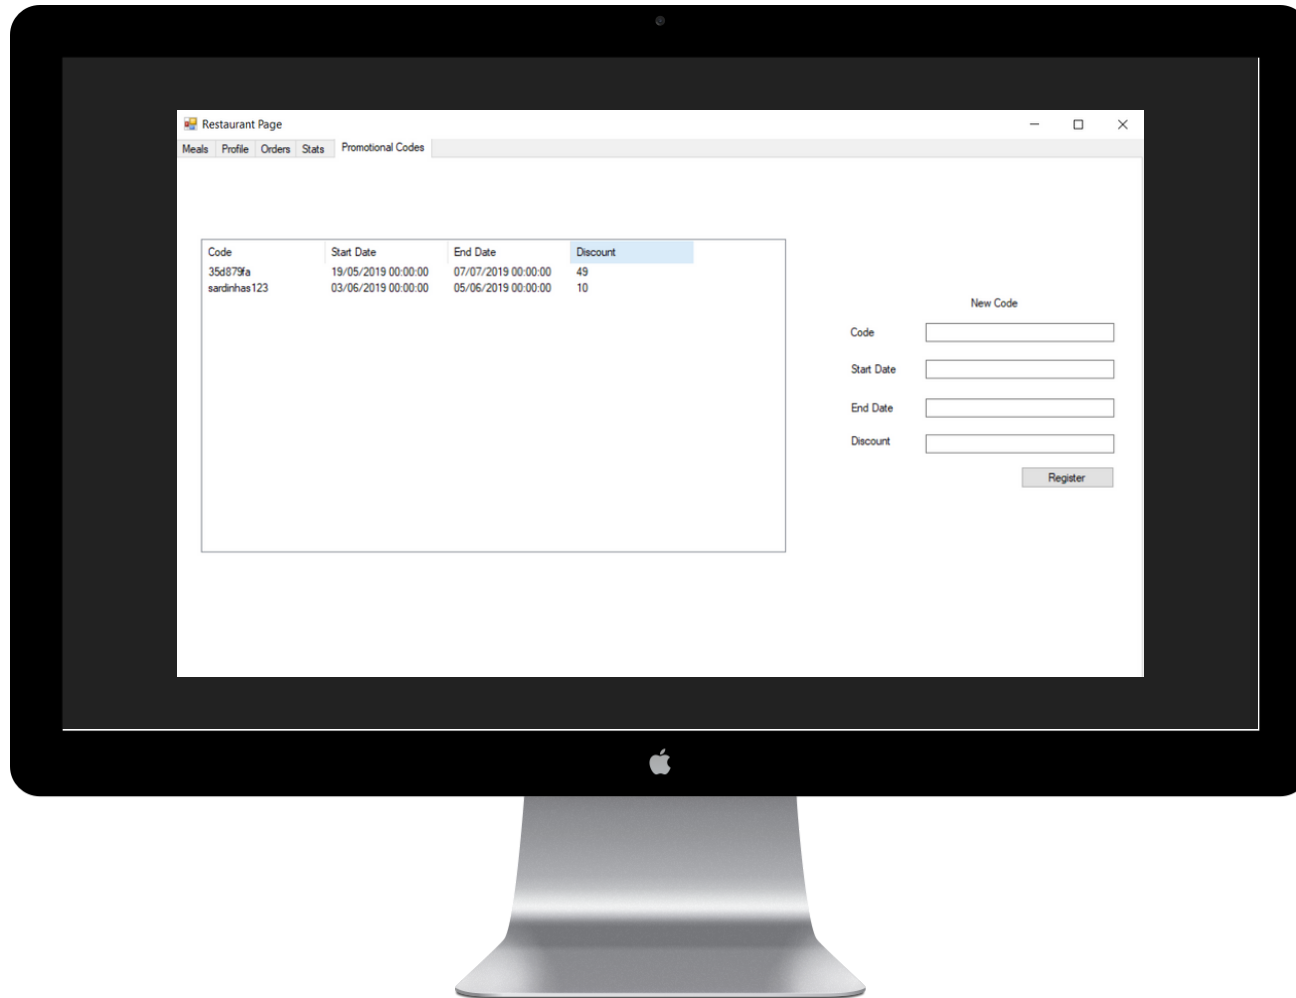 Restaurant Page
Meals Profile Orders Stats Promotional Codes
Code Start Date End Date Discount
35d879fa 19/05/2019 00:00:00 07/07/2019 00:00:00 49
sardinhas123 03/06/2019 00:00:00 05/06/2019 00:00:00 10
New Code
Code
Start Date
End Date
Discount
Register